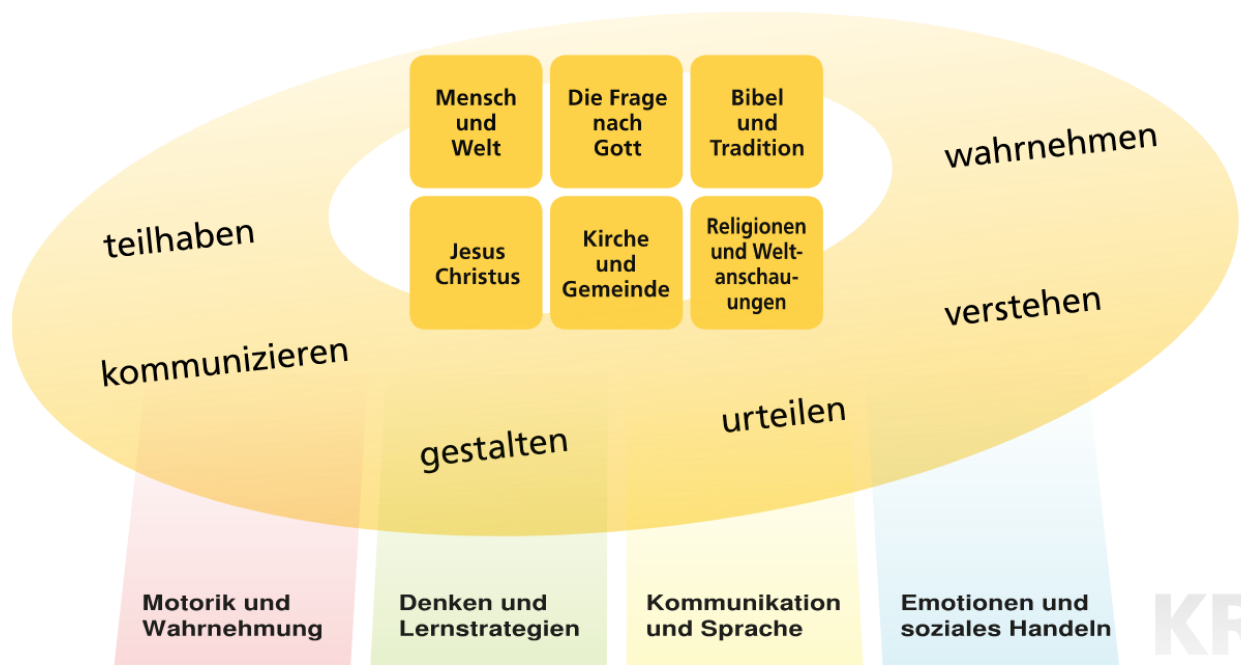 Mensch
und
Welt
Die Frage
nach
Gott
Bibel
und
Tradition
wahrnehmen
teilhaben
Jesus
Christus
Kirche
und
Gemeinde
Religionen
und Welt-
anschau-
ungen
verstehen
kommunizieren
urteilen
gestalten
Motorik und
Wahrnehmung
Denken und
Lernstrategien
Kommunikation
und Sprache
Emotionen und
soziales Handeln
KR